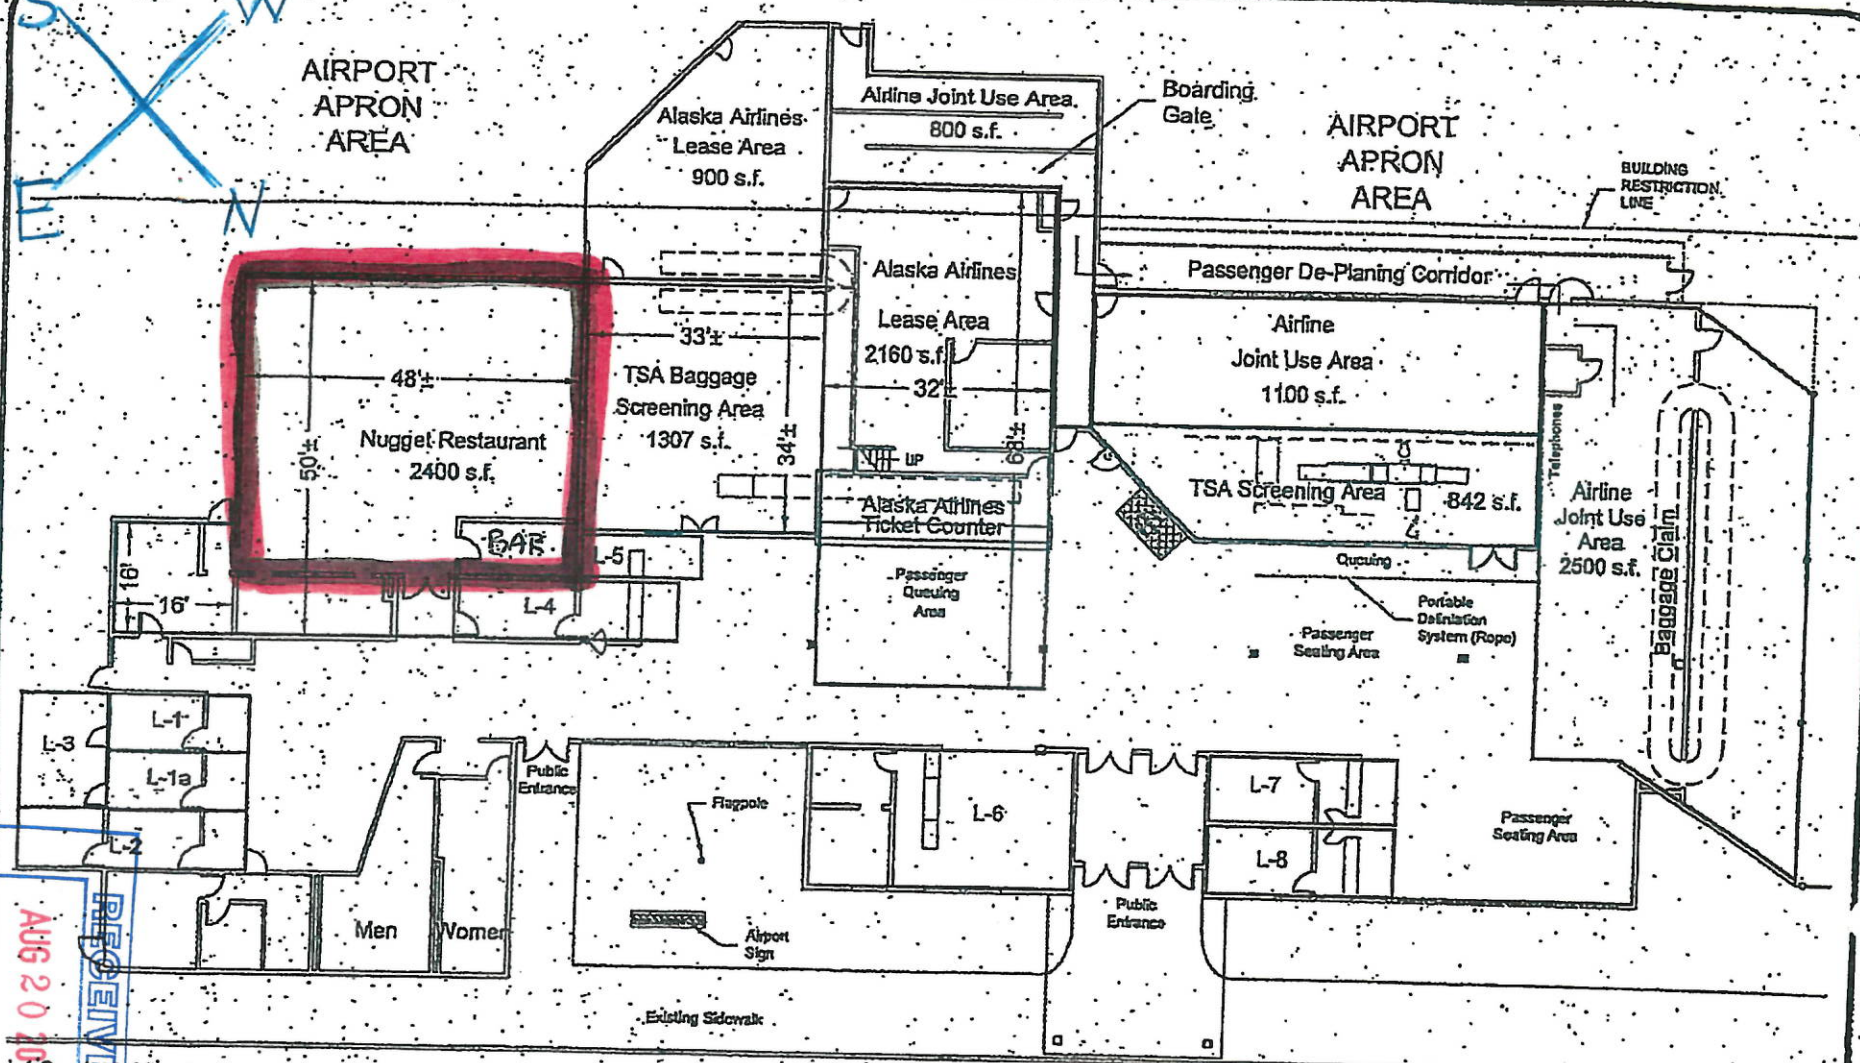 S
W
E
N
AIRPORT
APRON
AREA
Alaska Airlines
Lease Area
900 s.f.
Airline Joint Use Area
800 s.f.
Boarding
Gate
AIRPORT
APRON
AREA
BUILDING
RESTRICTION
LINE
Alaska Airlines
Lease Area
2160 s.f.
32'
68'±
UP
Passenger De-Planing Corridor
Airline
Joint Use Area
1100 s.f.
33'±
34'±
TSA Baggage
Screening Area
1307 s.f.
48'±
50'±
Nugget Restaurant
2400 s.f.
BAR
L-5
L-4
16'
16'
Alaska Airlines
Ticket Counter
Passenger
Queuing
Area
TSA Screening Area
842 s.f.
Telephones
Airline
Joint Use
Area
2500 s.f.
Baggage Claim
Queuing
Portable
Delniation
System (Rope)
Passenger
Seating Area
L-1
L-3
L-1a
L-2
Public
Entrance
Flagpole
L-6
L-7
L-8
Passenger
Seating Area
Men
Women
Airport
Sign
Public
Entrance
Existing Sidewalk
AUG 20